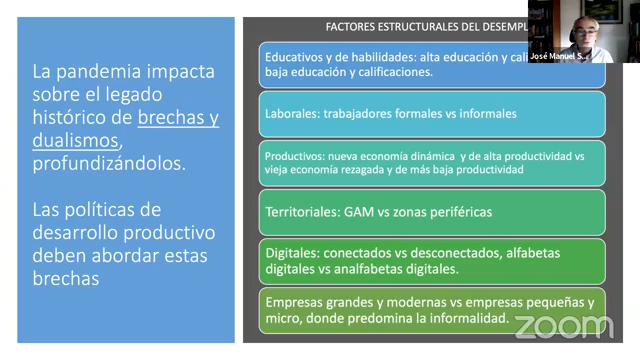 La pandemia impacta
sobre el legado
histórico de brechas y
dualismos,
profundizándolos.
Las políticas de
desarrollo productivo
deben abordar estas
brechas
FACTORES ESTRUCTURALES DEL DESEMPL
José Manuel S...
Educativos y de habilidades: alta educación y cali
baja educación y calificaciones.
Laborales: trabajadores formales vs informales
Productivos: nueva economía dinámica y de alta productividad vs
vieja economía rezagada y de más baja productividad
Territoriales: GAM vs zonas periféricas
Digitales: conectados vs desconectados, alfabetas
digitales vs analfabetas digitales.
Empresas grandes y modernas vs empresas pequeñas y
micro, donde predomina la informalidad.
zoom